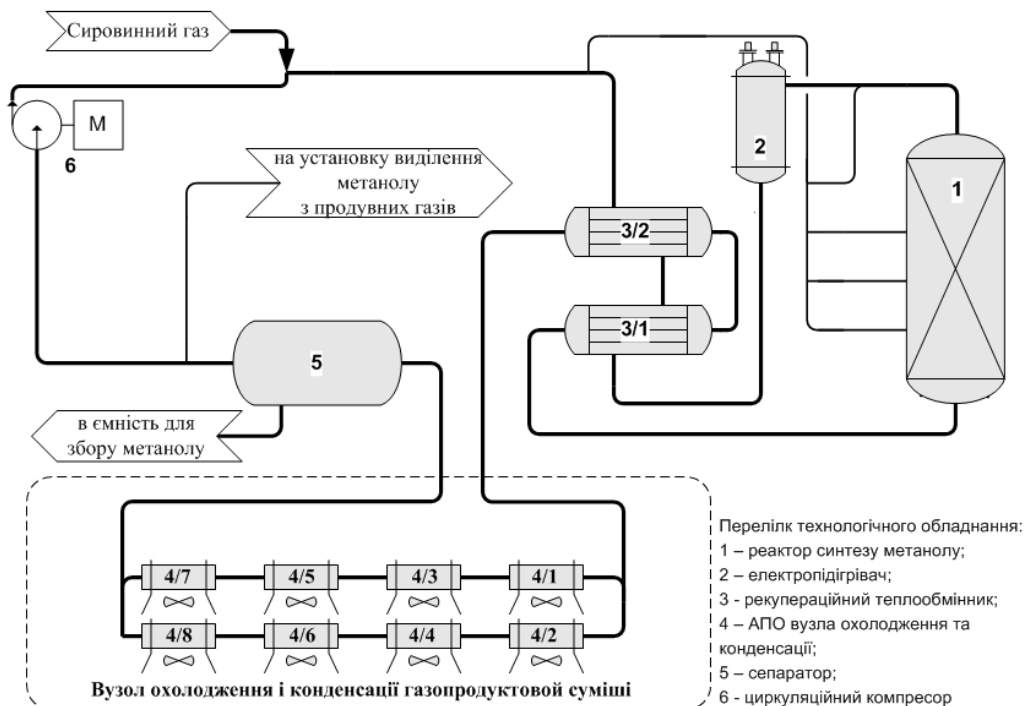 Сировинний газ
М
6
на установку виділення
метанолу
з продувних газів
2
1
3/2
3/1
5
в ємність для
збору метанолу
4/7
4/5
4/3
4/1
4/8
4/6
4/4
4/2
Вузол охолодження і конденсації газопродуктової суміші
Перелілк технологічного обладнання:
1 – реактор синтезу метанолу;
2 – електропідігрівач;
3 - рекупераційний теплообмінник;
4 – АПО вузла охолодження та
конденсації;
5 – сепаратор;
6 - циркуляційний компресор